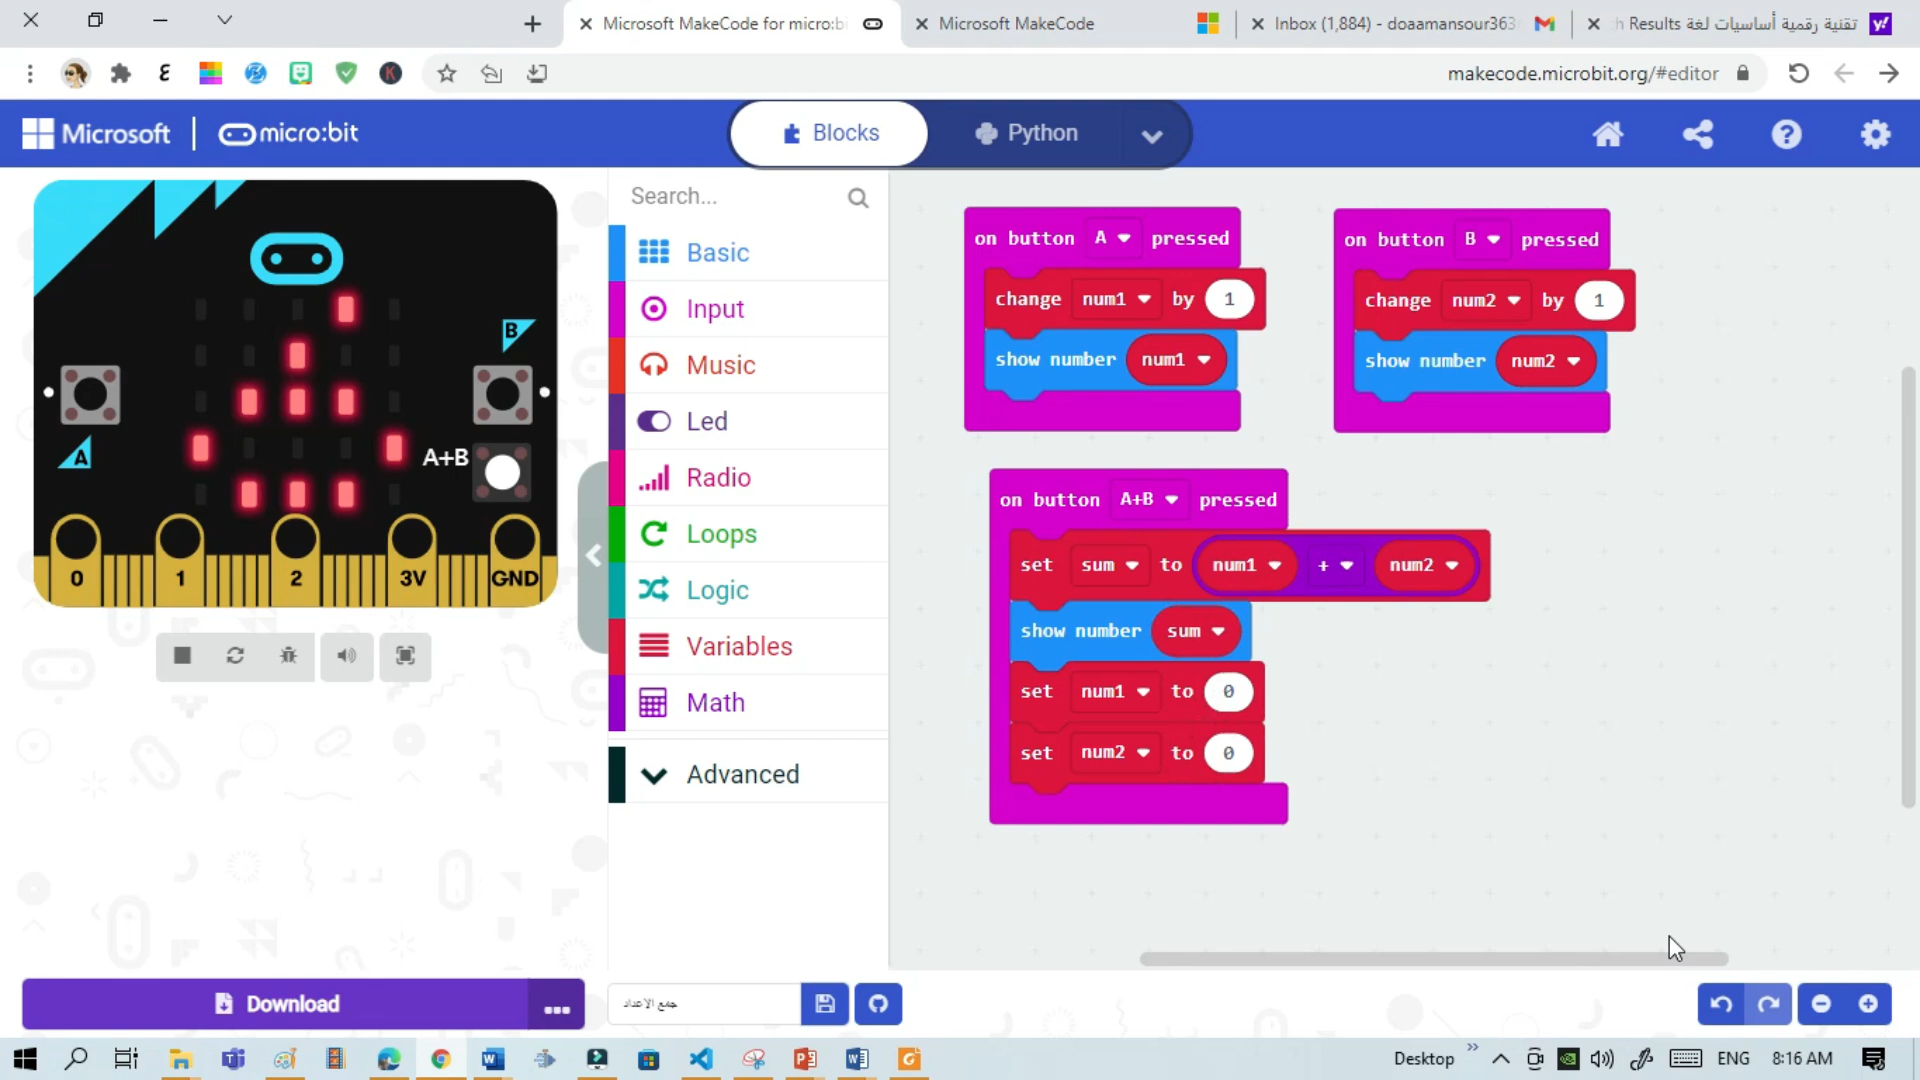 Microsoft MakeCode for micro:bi
Microsoft MakeCode
Inbox (1,884) - doaamansour363
h Results تقنية رقمية أساسيات لغة
makecode.microbit.org/#editor
Microsoft
micro:bit
Blocks
Python
Search...
Basic
Input
Music
Led
Radio
Loops
Logic
Variables
Math
Advanced
B
A
A+B
0
1
2
3V
GND
on button A pressed
change num1 by 1
show number num1
on button B pressed
change num2 by 1
show number num2
on button A+B pressed
set sum to num1 + num2
show number sum
set num1 to 0
set num2 to 0
Download
...
جمع الاعداد
Desktop
ENG
8:16 AM